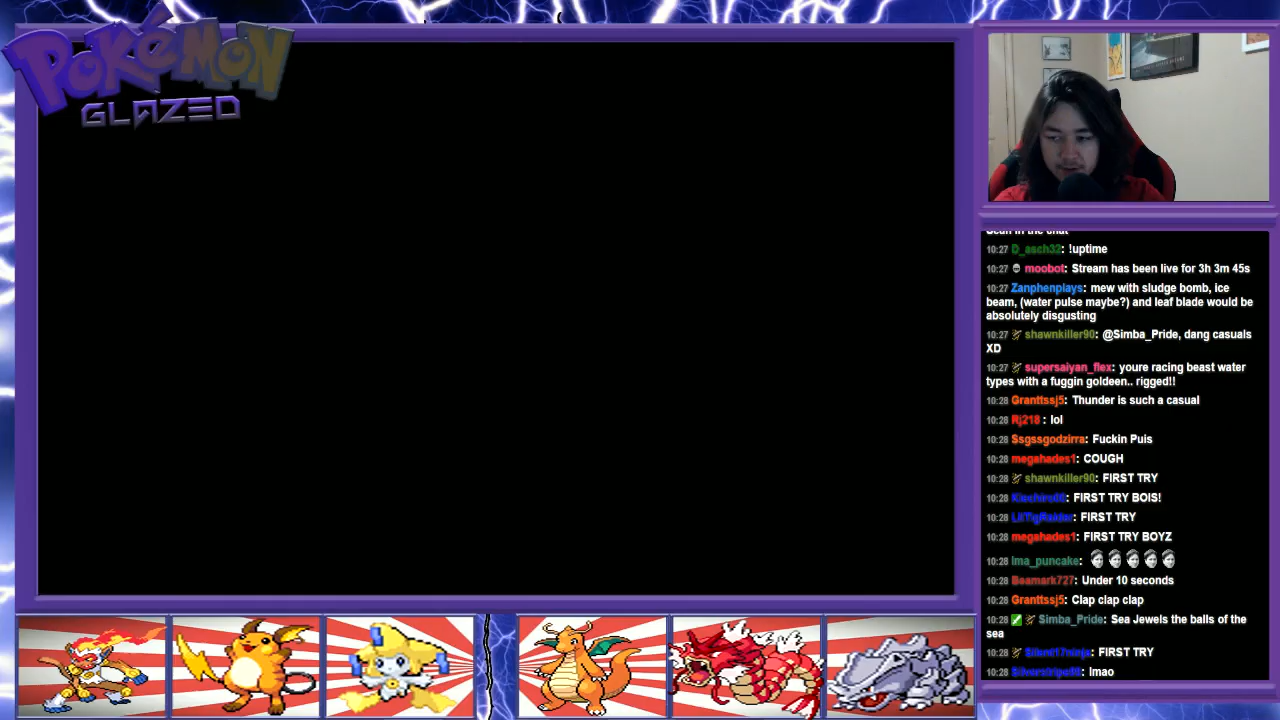 POKéMON
GLAZED
Scan in the chat
10:27 D_asch32: !uptime
10:27 moobot: Stream has been live for 3h 3m 45s
10:27 Zanphenplays: mew with sludge bomb, ice
beam, (water pulse maybe?) and leaf blade would be
absolutely disgusting
10:27 shawnkiller90: @Simba_Pride, dang casuals
XD
10:27 supersaiyan_flex: youre racing beast water
types with a fuggin goldeen.. rigged!!
10:28 Granttssj5: Thunder is such a casual
10:28 Rj218 : lol
10:28 Ssgssgodzirra: Fuckin Puis
10:28 megahades1: COUGH
10:28 shawnkiller90: FIRST TRY
10:28 FIRST TRY BOIS!
10:28 FIRST TRY
10:28 megahades1: FIRST TRY BOYZ
10:28 Ima_puncake:
10:28 Beamark727: Under 10 seconds
10:28 Granttssj5: Clap clap clap
10:28 Simba_Pride: Sea Jewels the balls of the
sea
10:28 Silent17ninja: FIRST TRY
10:28 lmao